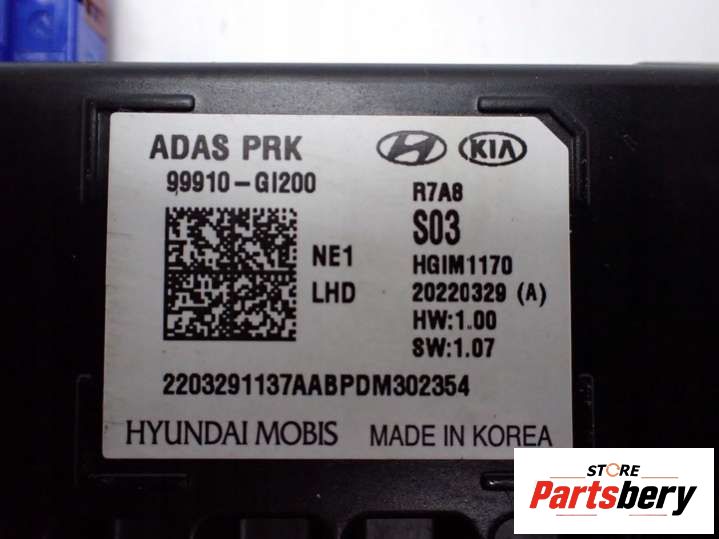 ADAS PRK
KIA
99910-GI200
R7A8
S03
NE1
HGIM1170
LHD
20220329 (A)
HW:1.00
SW:1.07
2203291137AABPDM302354
HYUNDAI MOBIS
MADE IN KOREA
STORE
Partsbery